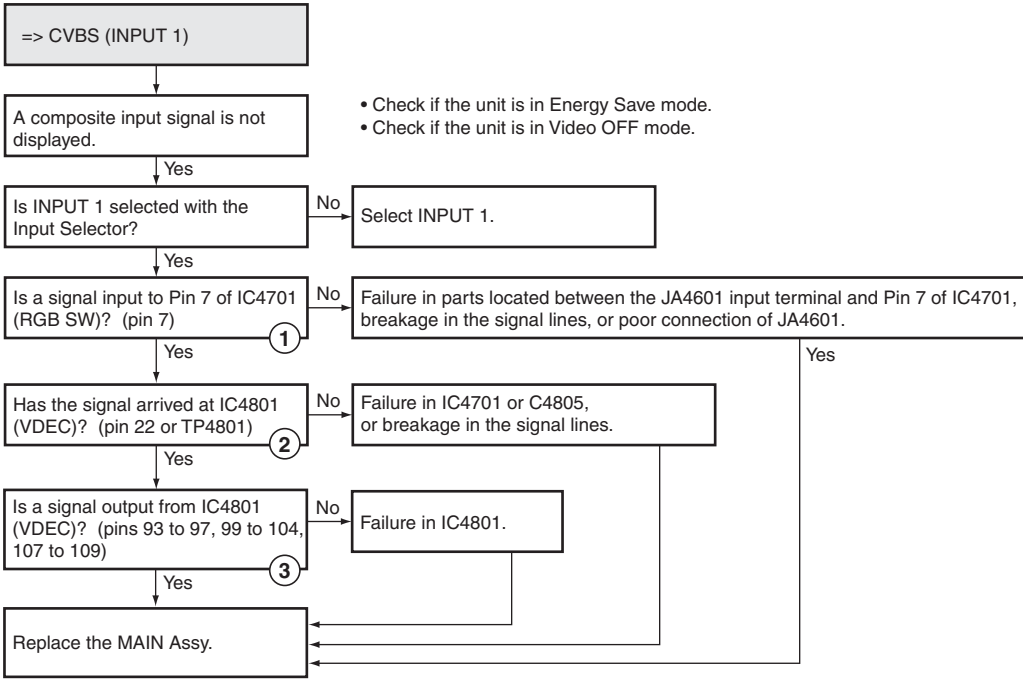 => CVBS (INPUT 1)
A composite input signal is not
displayed.
• Check if the unit is in Energy Save mode.
• Check if the unit is in Video OFF mode.
Yes
Is INPUT 1 selected with the
Input Selector?
No
Select INPUT 1.
Yes
Is a signal input to Pin 7 of IC4701
(RGB SW)? (pin 7)
1
No
Failure in parts located between the JA4601 input terminal and Pin 7 of IC4701,
breakage in the signal lines, or poor connection of JA4601.
Yes
Yes
Has the signal arrived at IC4801
(VDEC)? (pin 22 or TP4801)
2
No
Failure in IC4701 or C4805,
or breakage in the signal lines.
Yes
Is a signal output from IC4801
(VDEC)? (pins 93 to 97, 99 to 104,
107 to 109)
3
No
Failure in IC4801.
Yes
Replace the MAIN Assy.